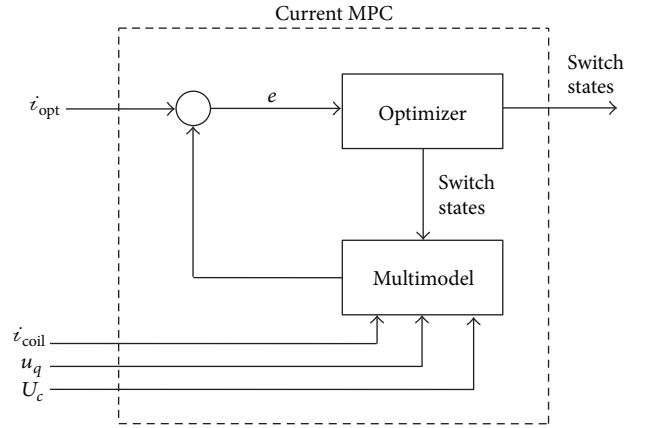 Current MPC
Switch
states
i_opt
e
Optimizer
Switch
states
Multimodel
i_coil
u_q
U_c